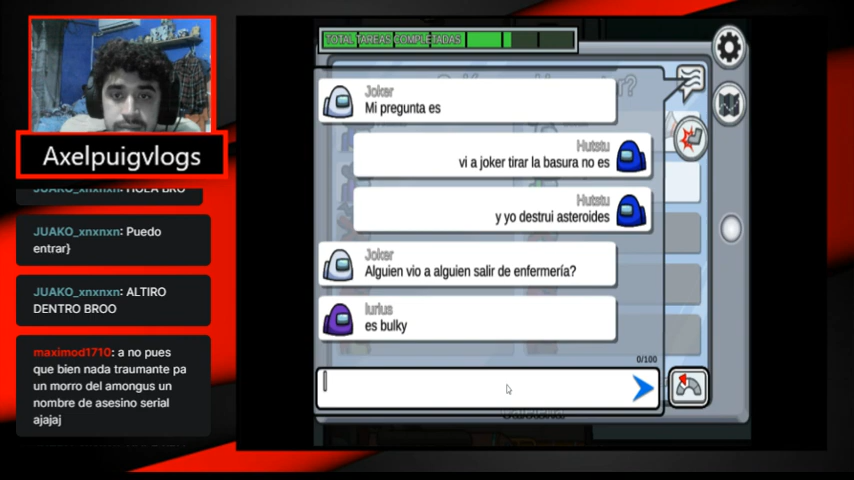 TOTAL TAREAS COMPLETADAS
Joker
Mi pregunta es
Hutstu
vi a joker tirar la basura no es
Hutstu
y yo destrui asteroides
Joker
Alguien vio a alguien salir de enfermería?
Iurius
es bulky
0/100
Axelpuigvlogs
JUAKO_xnxnxn: HOLA BRO
JUAKO_xnxnxn: Puedo
entrar}
JUAKO_xnxnxn: ALTIRO
DENTRO BROO
maximod1710: a no pues
que bien nada traumante pa
un morro del amongus un
nombre de asesino serial
ajajaj